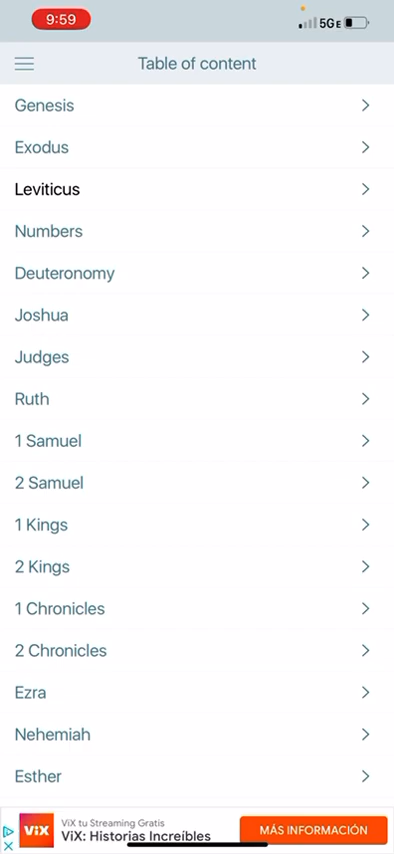 9:59
5GE
Table of content
Genesis
Exodus
Leviticus
Numbers
Deuteronomy
Joshua
Judges
Ruth
1 Samuel
2 Samuel
1 Kings
2 Kings
1 Chronicles
2 Chronicles
Ezra
Nehemiah
Esther
ViX
ViX tu Streaming Gratis
ViX: Historias Increíbles
MÁS INFORMACIÓN